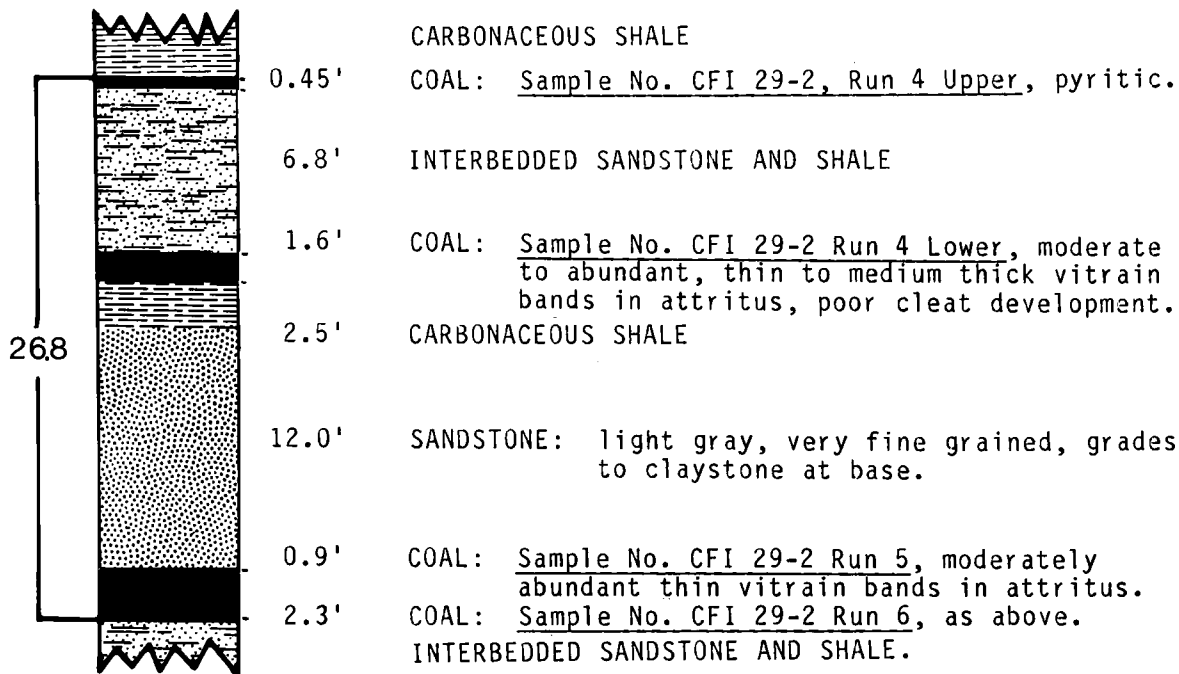 CARBONACEOUS SHALE
0.45' COAL: Sample No. CFI 29-2, Run 4 Upper, pyritic.
6.8' INTERBEDDED SANDSTONE AND SHALE
1.6' COAL: Sample No. CFI 29-2 Run 4 Lower, moderate
to abundant, thin to medium thick vitrain
bands in attritus, poor cleat development.
2.5' CARBONACEOUS SHALE
26.8
12.0' SANDSTONE: light gray, very fine grained, grades
to claystone at base.
0.9' COAL: Sample No. CFI 29-2 Run 5, moderately
abundant thin vitrain bands in attritus.
2.3' COAL: Sample No. CFI 29-2 Run 6, as above.
INTERBEDDED SANDSTONE AND SHALE.